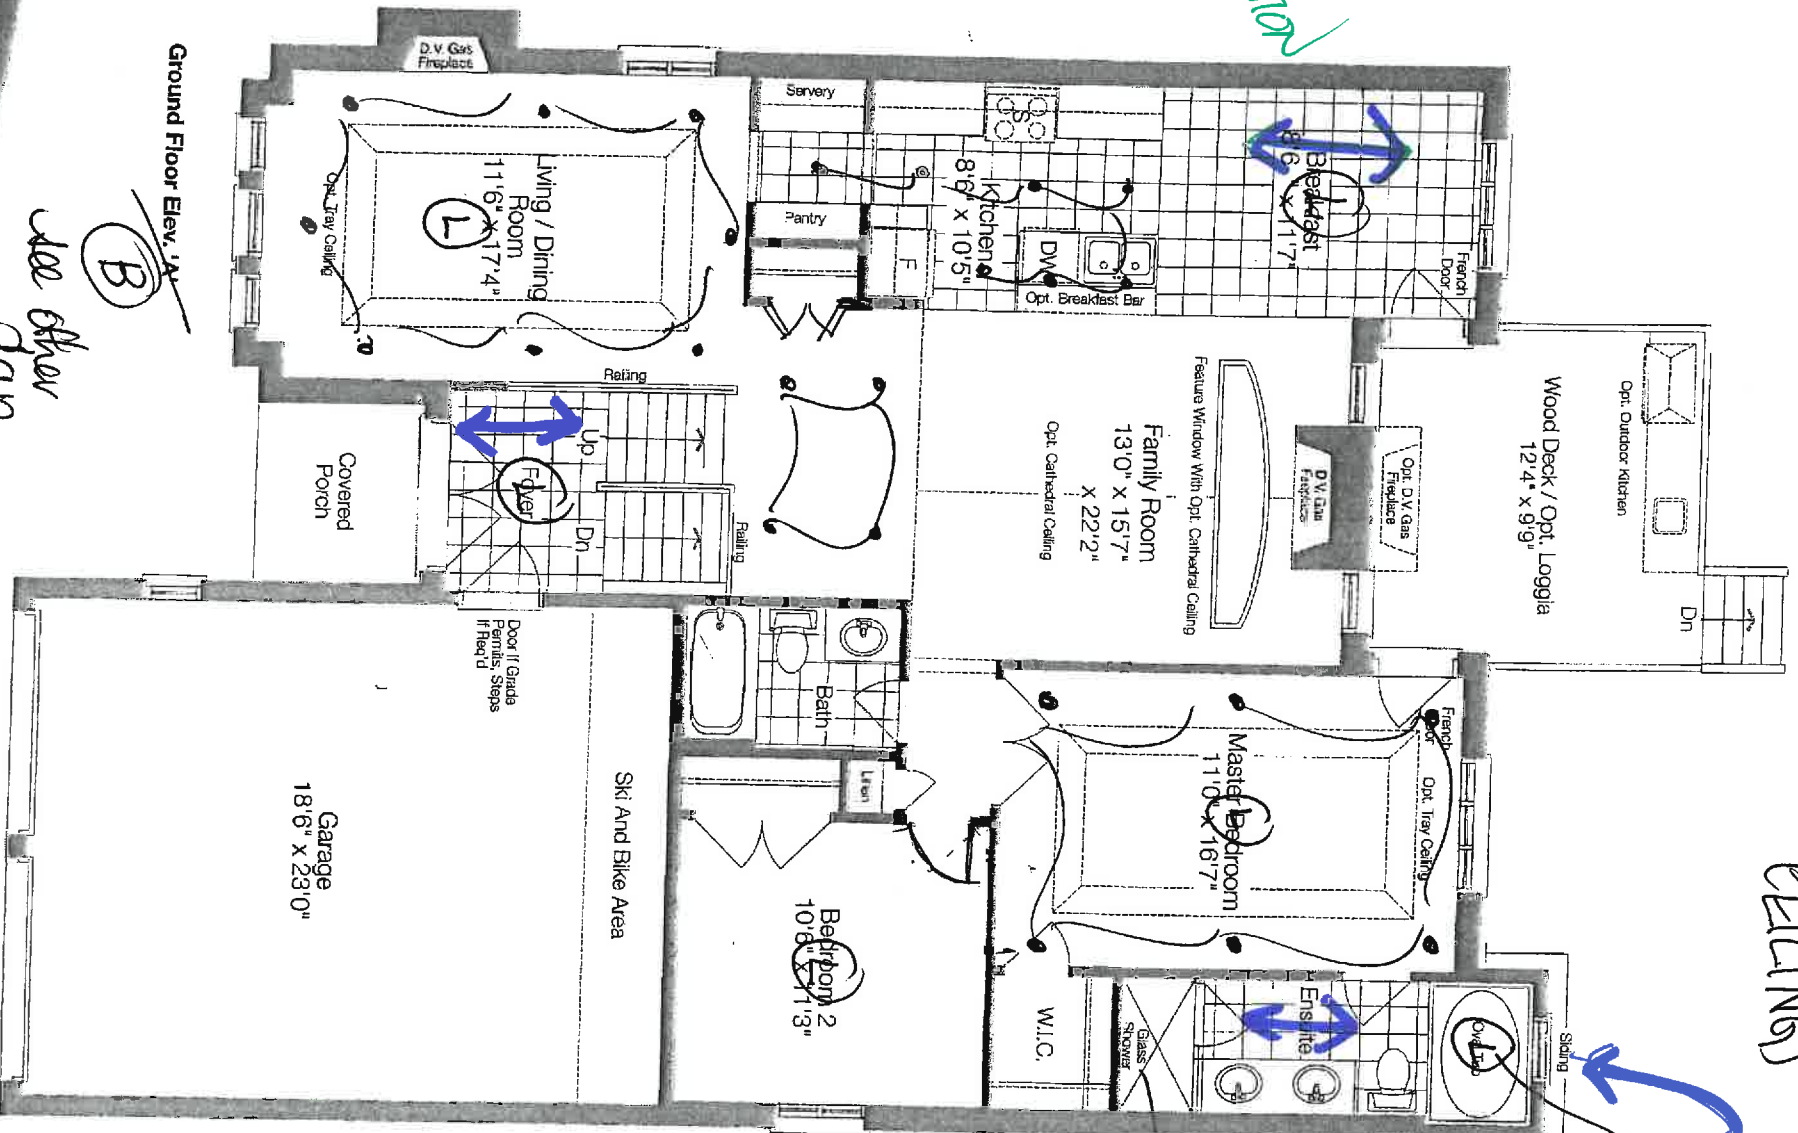 Ground Floor Elev. 'A'
B
see other
D.V. Gas
Fireplace
Opt. Tray Ceiling
Living / Dining
Room
11'6" x 17'4"
L
Servery
Pantry
S
Kitchen
8'6" x 10'5"
F
DW
Opt. Breakfast Bar
Breakfast
8'6" x 11'7"
L
French
Door
Railing
Up
Foyer
L
Dn
Railing
Covered
Porch
Feature Window With Opt. Cathedral Ceiling
Family Room
13'0" x 15'7"
x 22'2"
Opt. Cathedral Ceiling
D.V. Gas
Fireplace
Opt. D.V. Gas
Fireplace
Opt. Outdoor Kitchen
Wood Deck / Opt. Loggia
12'4" x 9'9"
Dn
Door If Grade
Permits, Steps
If Req'd
Bath
Linen
Ski And Bike Area
Garage
18'6" x 23'0"
Bedroom 2
10'6" x 11'3"
L
Master Bedroom
11'0" x 16'7"
L
Opt. Tray Ceiling
French
Door
W.I.C.
Ensuite
Glass
Shower
Oval Tub
L
Sliding
CEILING)